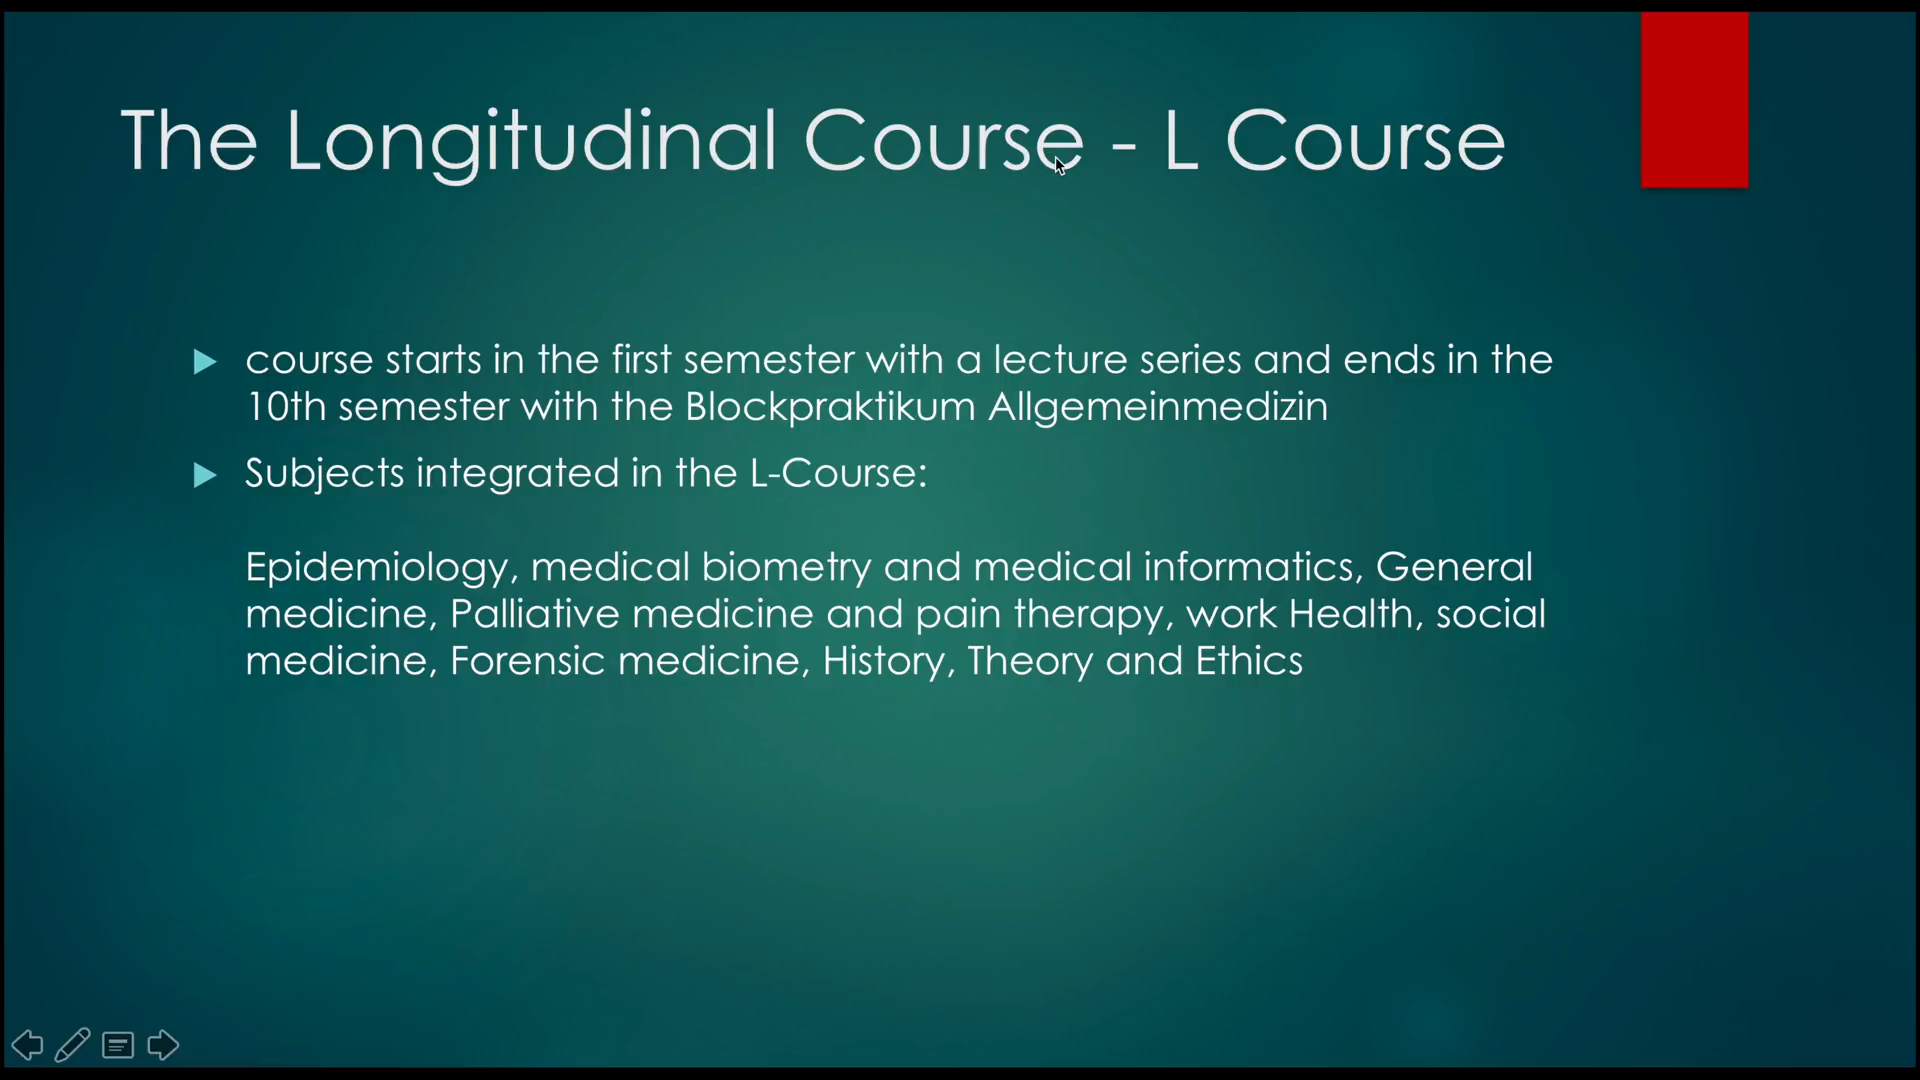 The Longitudinal Course - L Course
course starts in the first semester with a lecture series and ends in the
10th semester with the Blockpraktikum Allgemeinmedizin
Subjects integrated in the L-Course:
Epidemiology, medical biometry and medical informatics, General
medicine, Palliative medicine and pain therapy, work Health, social
medicine, Forensic medicine, History, Theory and Ethics